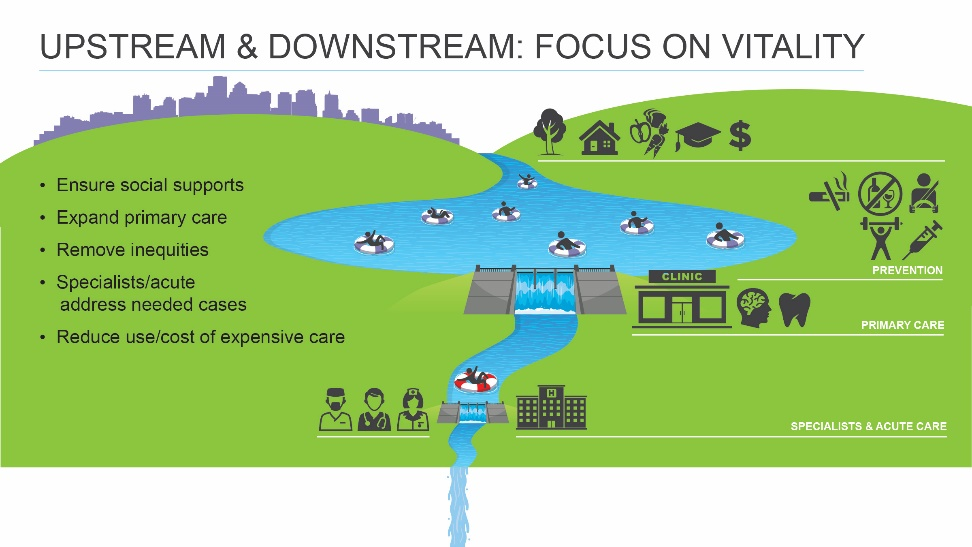 UPSTREAM & DOWNSTREAM: FOCUS ON VITALITY
$
• Ensure social supports
• Expand primary care
• Remove inequities
• Specialists/acute
address needed cases
• Reduce use/cost of expensive care
PREVENTION
CLINIC
PRIMARY CARE
H
SPECIALISTS & ACUTE CARE